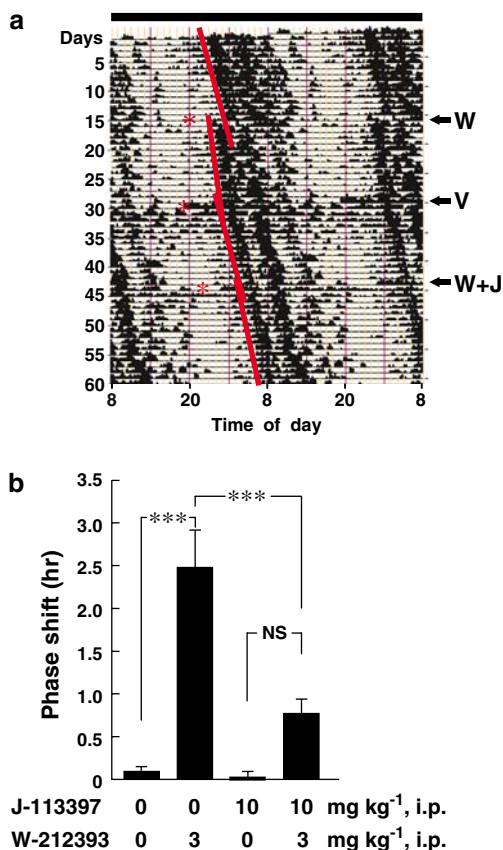 a
Days
5
10
15
20
25
30
35
40
45
50
55
60
* W
* V
* W+J
8 20 8 20 8
Time of day
b
Phase shift (hr)
3.5
3.0
2.5
2.0
1.5
1.0
0.5
0
*** ***
NS
J-113397 0 0 10 10 mg kg⁻¹, i.p.
W-212393 0 3 0 3 mg kg⁻¹, i.p.